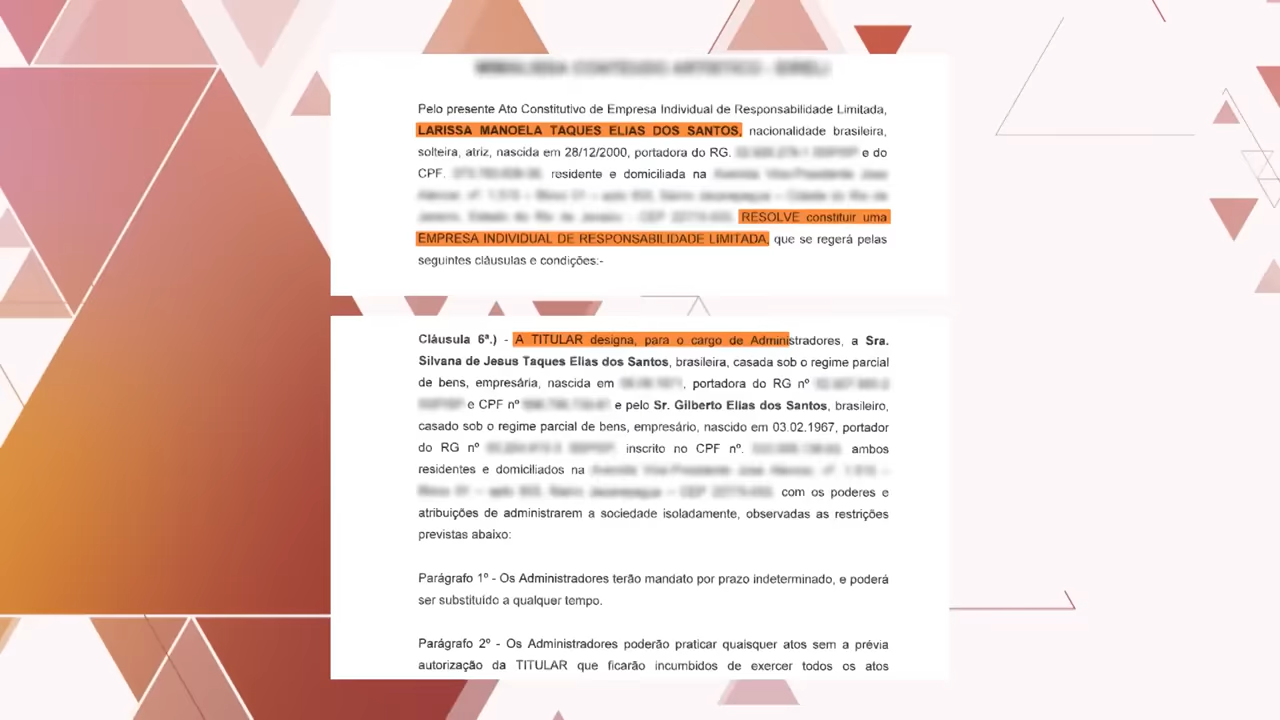 Pelo presente Ato Constitutivo de Empresa Individual de Responsabilidade Limitada,
LARISSA MANOELA TAQUES ELIAS DOS SANTOS, nacionalidade brasileira,
solteira, atriz, nascida em 28/12/2000, portadora do RG. e do
CPF. residente e domiciliada na
RESOLVE constituir uma
EMPRESA INDIVIDUAL DE RESPONSABILIDADE LIMITADA, que se regerá pelas
seguintes cláusulas e condições:-
Cláusula 6ª.) - A TITULAR designa, para o cargo de Administradores, a Sra.
Silvana de Jesus Taques Elias dos Santos, brasileira, casada sob o regime parcial
de bens, empresária, nascida em , portadora do RG nº
e CPF nº e pelo Sr. Gilberto Elias dos Santos, brasileiro,
casado sob o regime parcial de bens, empresário, nascido em 03.02.1967, portador
do RG nº inscrito no CPF nº. ambos
residentes e domiciliados na
com os poderes e
atribuições de administrarem a sociedade isoladamente, observadas as restrições
previstas abaixo:
Parágrafo 1º - Os Administradores terão mandato por prazo indeterminado, e poderá
ser substituído a qualquer tempo.
Parágrafo 2º - Os Administradores poderão praticar quaisquer atos sem a prévia
autorização da TITULAR que ficarão incumbidos de exercer todos os atos